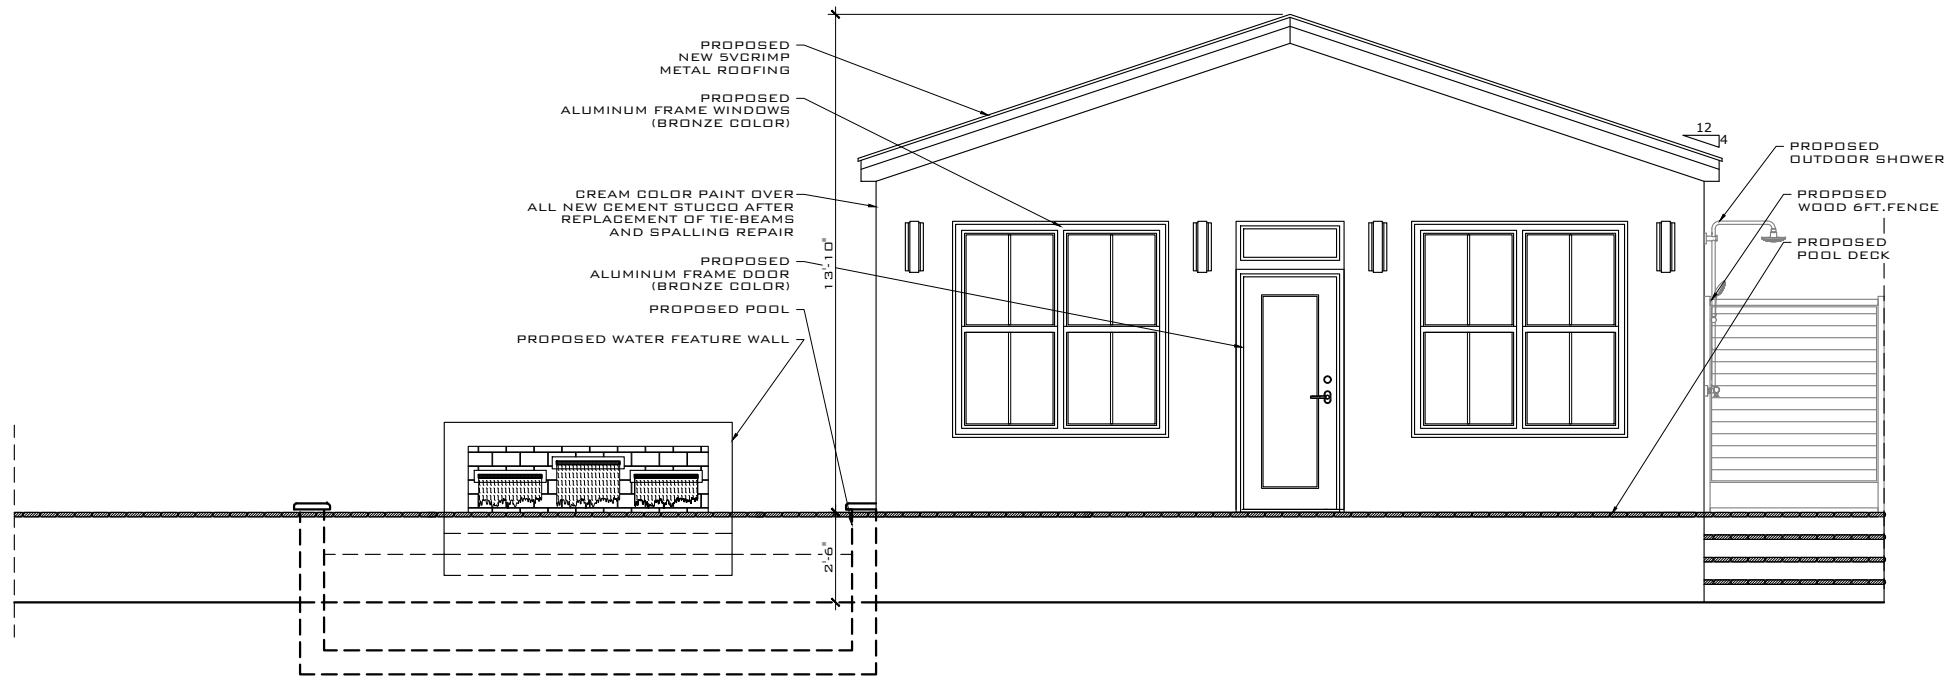 PROPOSED
NEW 5VCRIMP
METAL ROOFING
PROPOSED
ALUMINUM FRAME WINDOWS
(BRONZE COLOR)
CREAM COLOR PAINT OVER
ALL NEW CEMENT STUCCO AFTER
REPLACEMENT OF TIE-BEAMS
AND SPALLING REPAIR
PROPOSED
ALUMINUM FRAME DOOR
(BRONZE COLOR)
PROPOSED POOL
PROPOSED WATER FEATURE WALL
13'-10"
2'-6"
12
4
PROPOSED
OUTDOOR SHOWER
PROPOSED
WOOD 6FT.FENCE
PROPOSED
POOL DECK